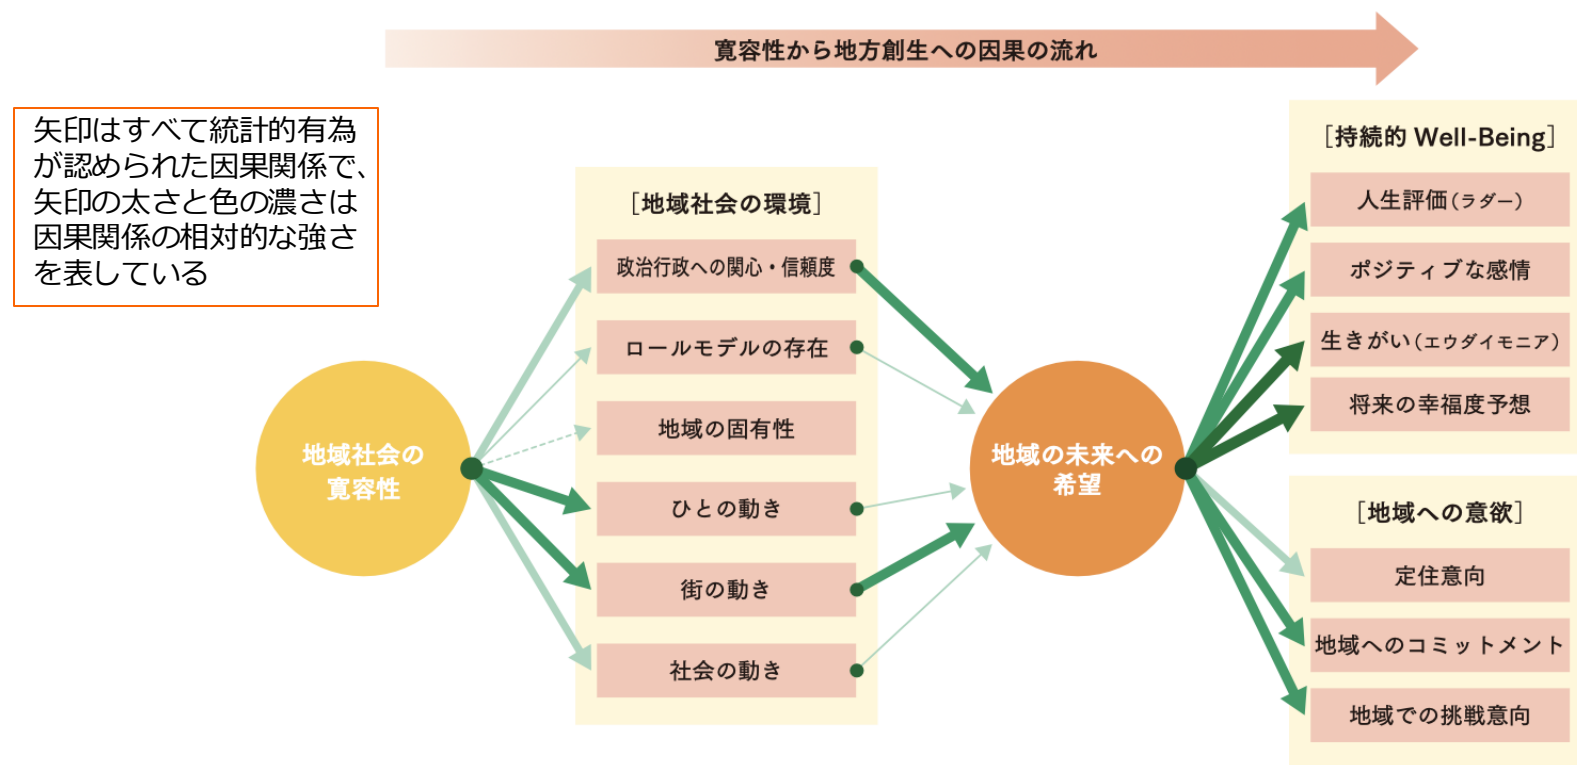 寛容性から地方創生への因果の流れ
矢印はすべて統計的有為
が認められた因果関係で、
矢印の太さと色の濃さは
因果関係の相対的な強さ
を表している
地域社会の
寛容性
［地域社会の環境］
政治行政への関心・信頼度
ロールモデルの存在
地域の固有性
ひとの動き
街の動き
社会の動き
地域の未来への
希望
［持続的 Well-Being］
人生評価（ラダー）
ポジティブな感情
生きがい（エウダイモニア）
将来の幸福度予想
［地域への意欲］
定住意向
地域へのコミットメント
地域での挑戦意向